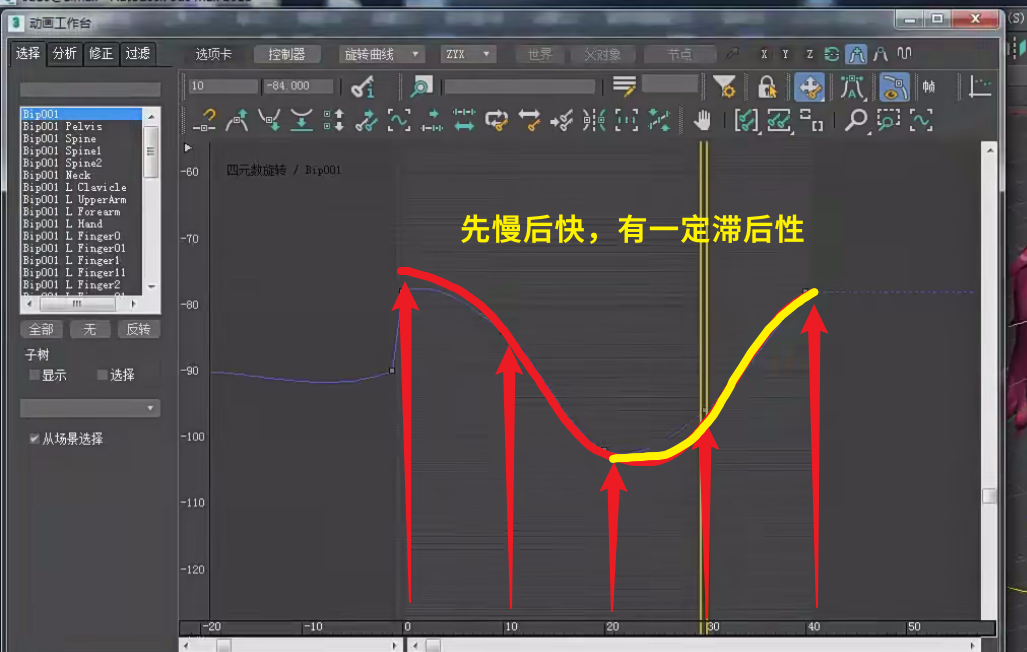 动画工作台
选择 分析 修正 过滤
选项卡 控制器 旋转曲线 ZYX 世界 父对象 节点 X Y Z
10 -84.000
Bip001
Bip001 Pelvis
Bip001 Spine
Bip001 Spine1
Bip001 Spine2
Bip001 Neck
Bip001 L Clavicle
Bip001 L UpperArm
Bip001 L Forearm
Bip001 L Hand
Bip001 L Finger0
Bip001 L Finger01
Bip001 L Finger1
Bip001 L Finger11
Bip001 L Finger2
全部 无 反转
子树
显示 选择
从场景选择
四元数旋转 / Bip001
先慢后快，有一定滞后性
-60
-70
-80
-90
-100
-110
-120
-20 -10 0 10 20 30 40 50
(S)